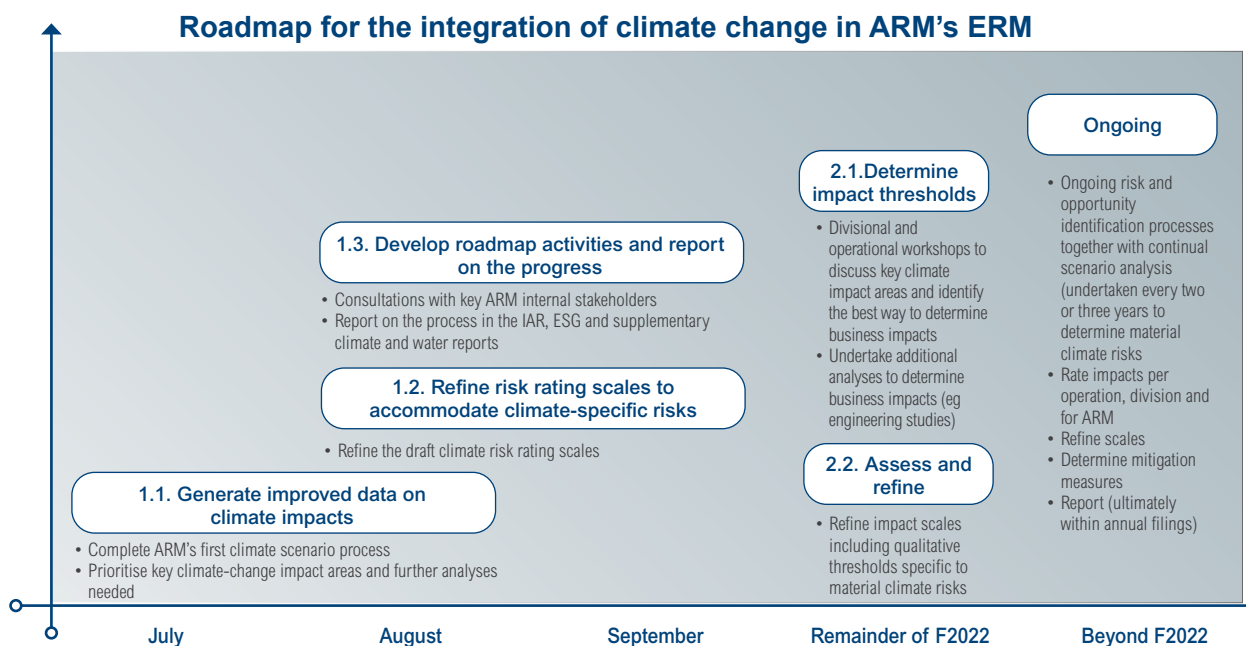 Roadmap for the integration of climate change in ARM’s ERM
Ongoing
• Ongoing risk and
opportunity
identification processes
together with continual
scenario analysis
(undertaken every two
or three years to
determine material
climate risks
• Rate impacts per
operation, division and
for ARM
• Refine scales
• Determine mitigation
measures
• Report (ultimately
within annual filings)
2.1.Determine
impact thresholds
• Divisional and
operational workshops to
discuss key climate
impact areas and identify
the best way to determine
business impacts
• Undertake additional
analyses to determine
business impacts (eg
engineering studies)
2.2. Assess and
refine
• Refine impact scales
including qualitative
thresholds specific to
material climate risks
1.3. Develop roadmap activities and report
on the progress
• Consultations with key ARM internal stakeholders
• Report on the process in the IAR, ESG and supplementary
climate and water reports
1.2. Refine risk rating scales to
accommodate climate-specific risks
• Refine the draft climate risk rating scales
1.1. Generate improved data on
climate impacts
• Complete ARM’s first climate scenario process
• Prioritise key climate-change impact areas and further analyses
needed
July
August
September
Remainder of F2022
Beyond F2022